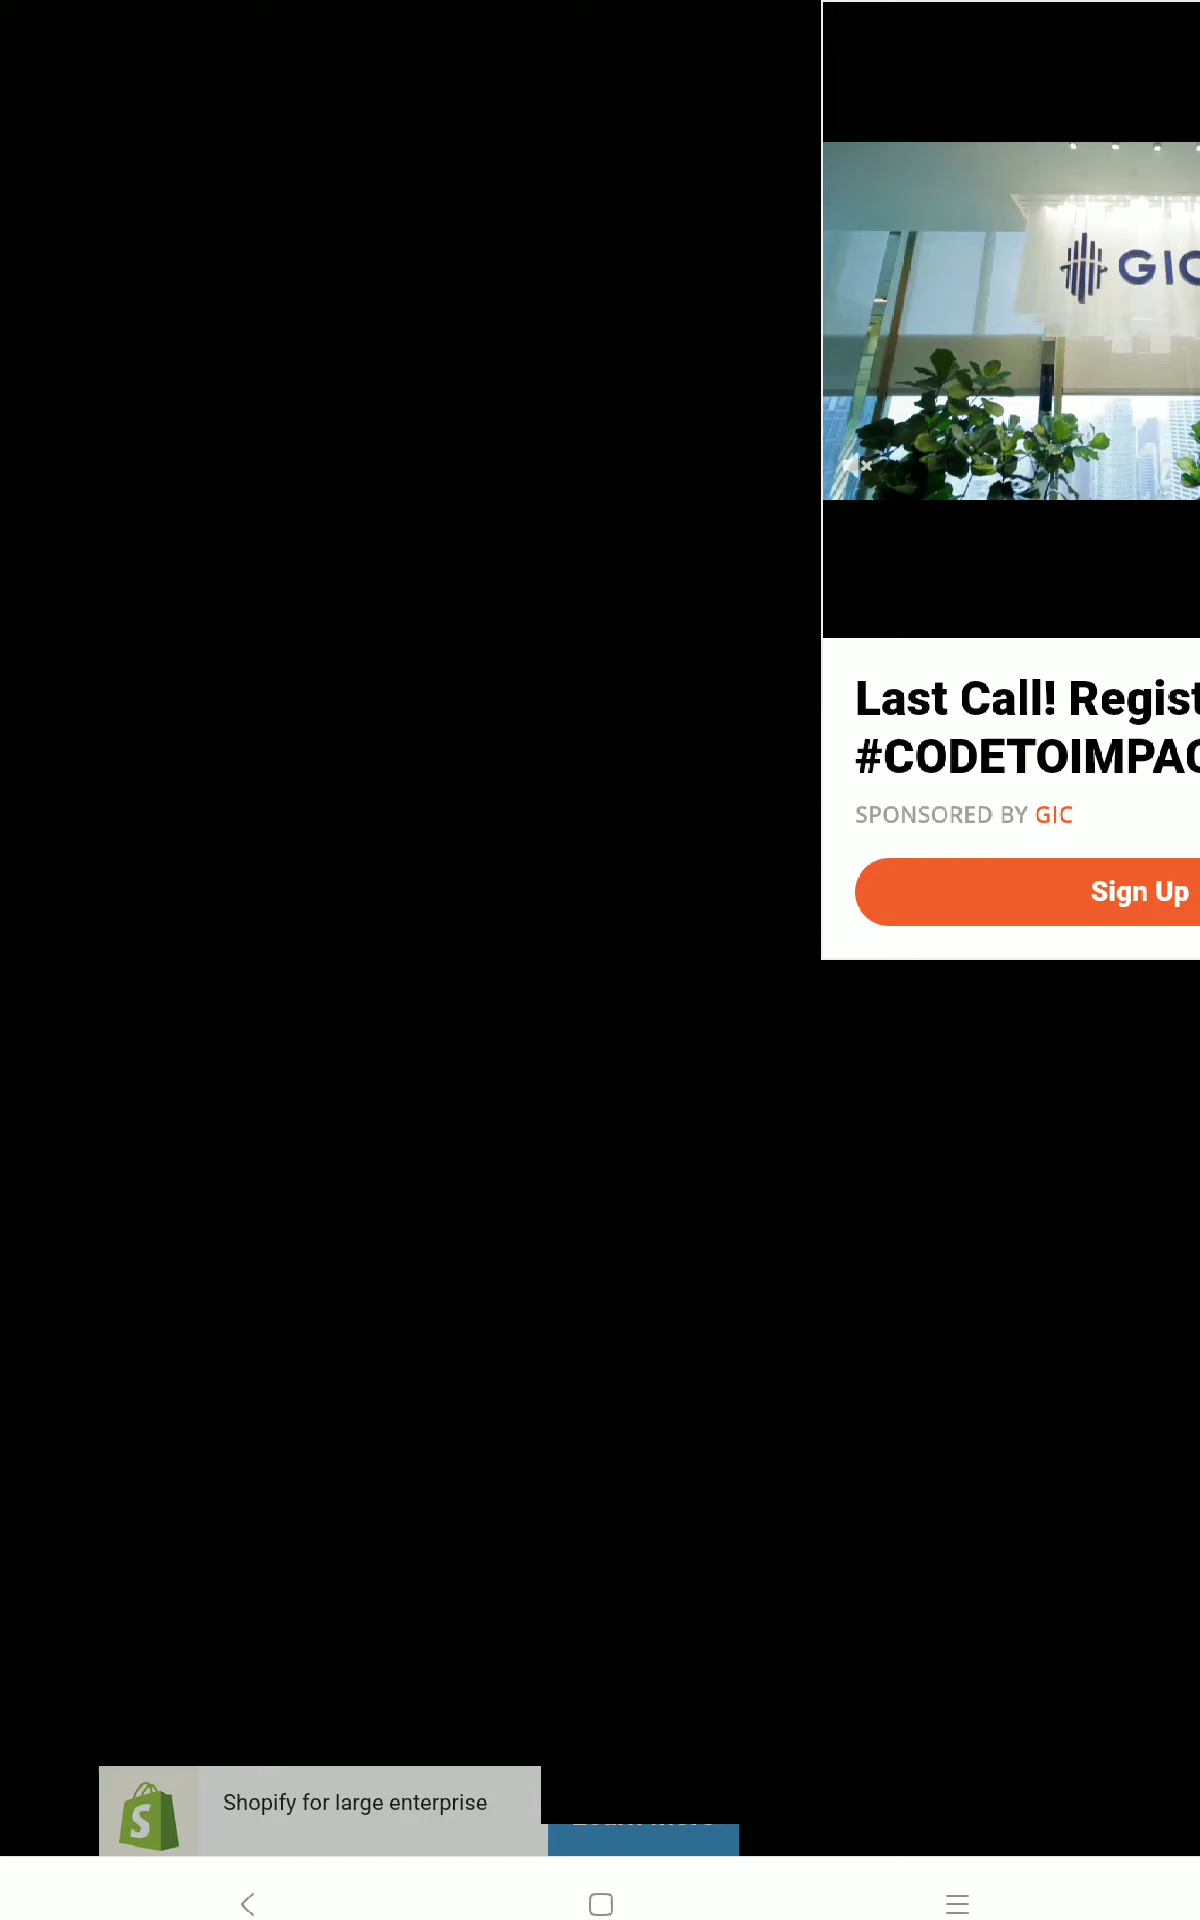 GIC
Last Call! Regist
#CODETOIMPAC
SPONSORED BY GIC
Sign Up
Shopify for large enterprise